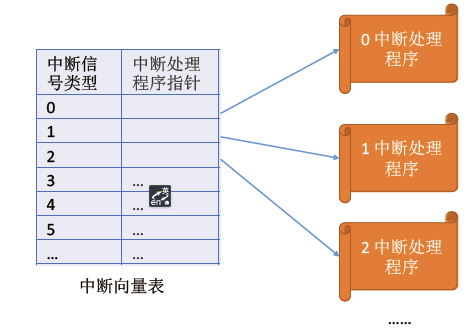 中断信
号类型
中断处理
程序指针
0
1
2
3
...
4
...
5
...
...
...
中断向量表
英
en
0 中断处理
程序
1 中断处理
程序
2 中断处理
程序
......